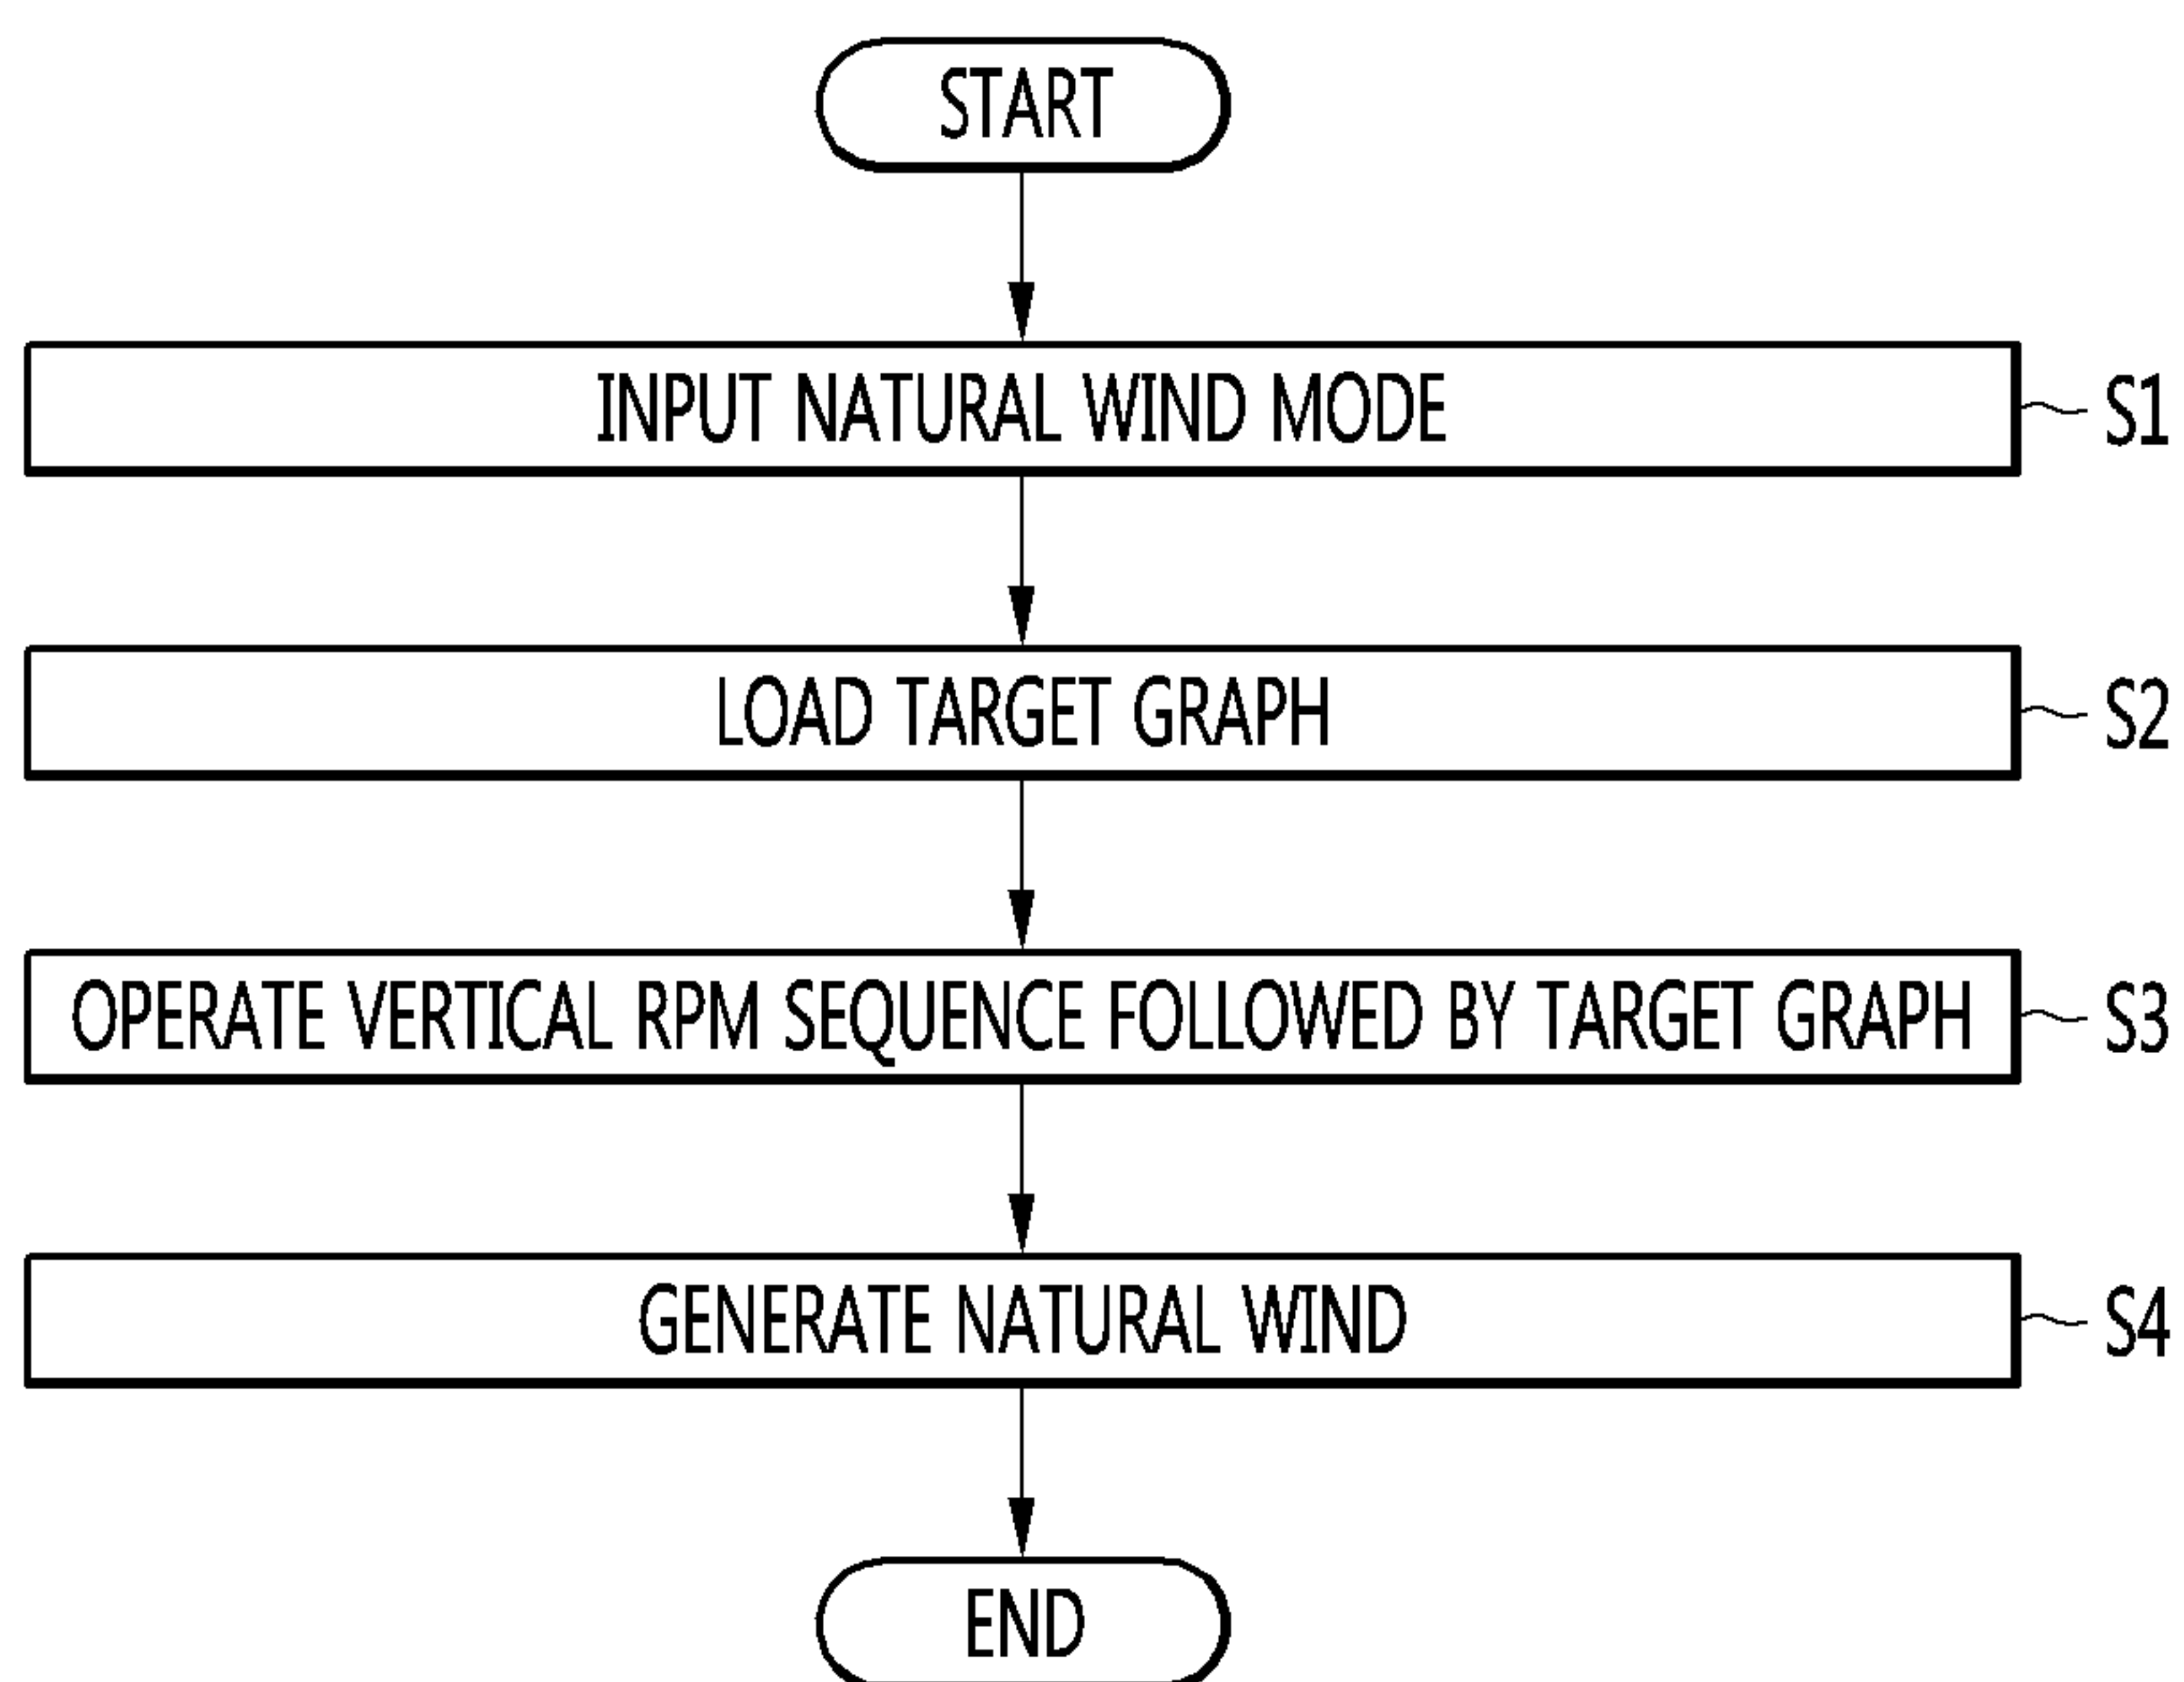 START
INPUT NATURAL WIND MODE S1
LOAD TARGET GRAPH S2
OPERATE VERTICAL RPM SEQUENCE FOLLOWED BY TARGET GRAPH S3
GENERATE NATURAL WIND S4
END